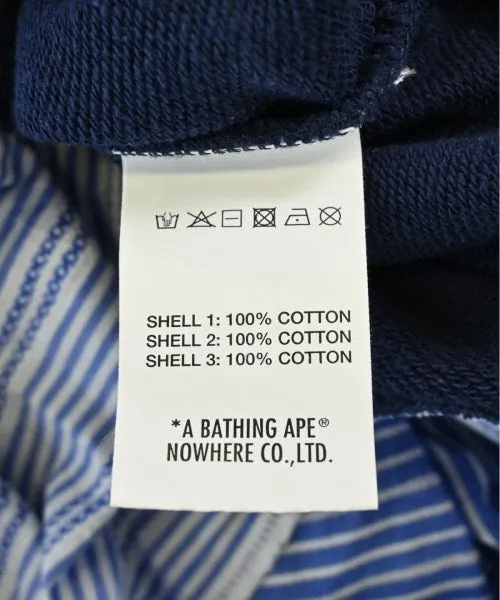 SHELL 1: 100% COTTON
SHELL 2: 100% COTTON
SHELL 3: 100% COTTON
*A BATHING APE®
NOWHERE CO.,LTD.